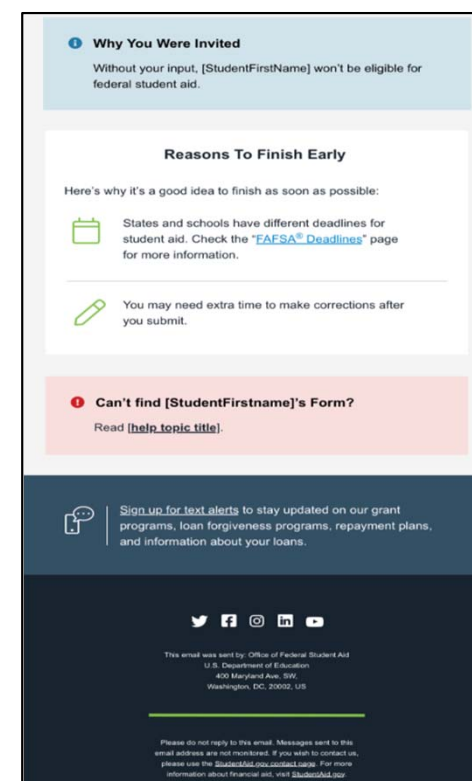 Why You Were Invited
Without your input, [StudentFirstName] won't be eligible for
federal student aid.
Reasons To Finish Early
Here's why it's a good idea to finish as soon as possible:
States and schools have different deadlines for
student aid. Check the "FAFSA® Deadlines" page
for more information.
You may need extra time to make corrections after
you submit.
Can't find [StudentFirstname]'s Form?
Read [help topic title].
Sign up for text alerts to stay updated on our grant
programs, loan forgiveness programs, repayment plans,
and information about your loans.
This email was sent by: Office of Federal Student Aid
U.S. Department of Education
400 Maryland Ave, SW,
Washington, DC, 20002, US
Please do not reply to this email. Messages sent to this
email address are not monitored. If you wish to contact us,
please use the StudentAid.gov contact page. For more
information about financial aid, visit StudentAid.gov